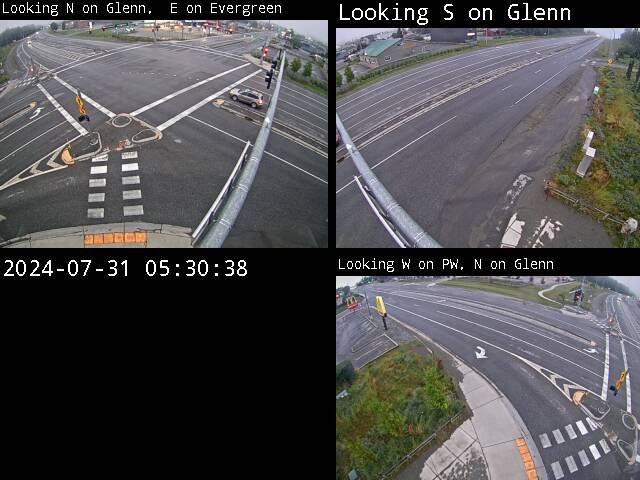 Looking N on Glenn,  E on Evergreen
Looking S on Glenn
2024-07-31 05:30:38
Looking W on PW, N on Glenn